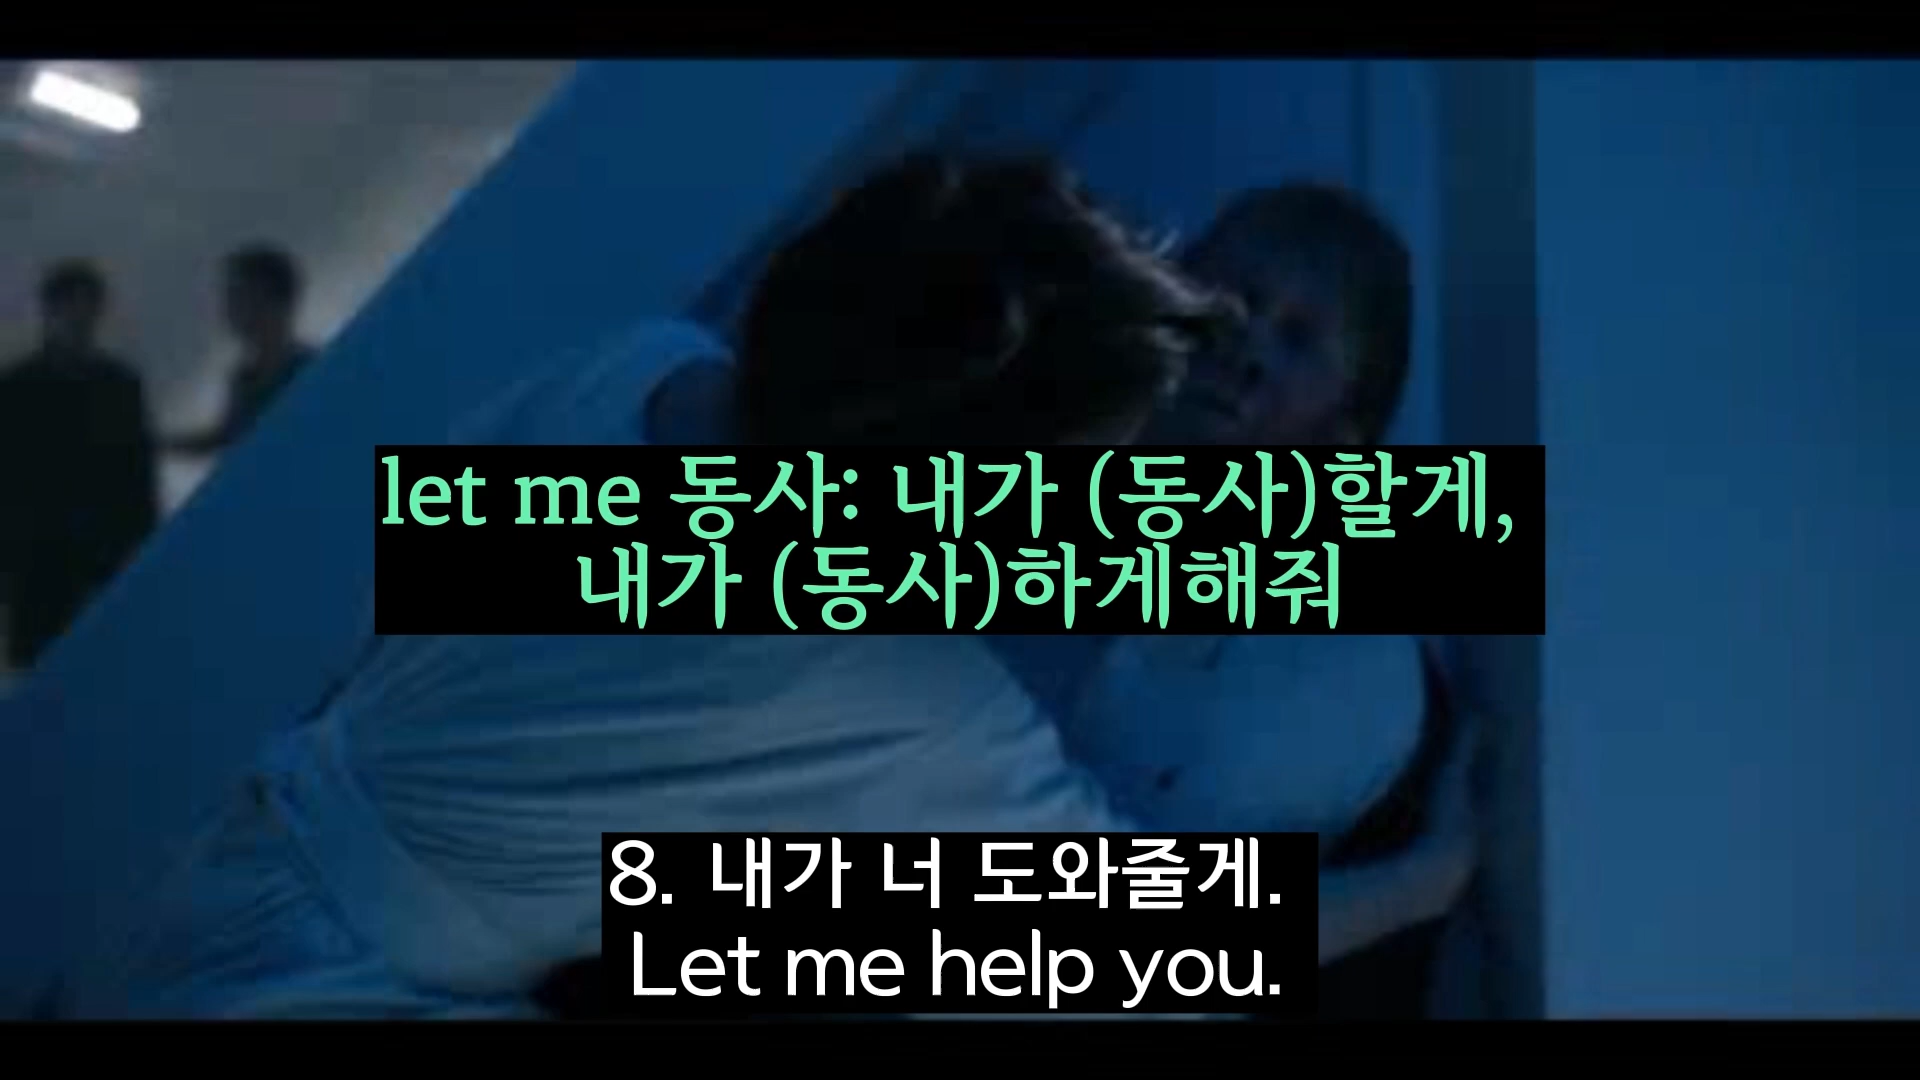 let me 동사: 내가 (동사)할게,
내가 (동사)하게해줘
8. 내가 너 도와줄게.
Let me help you.